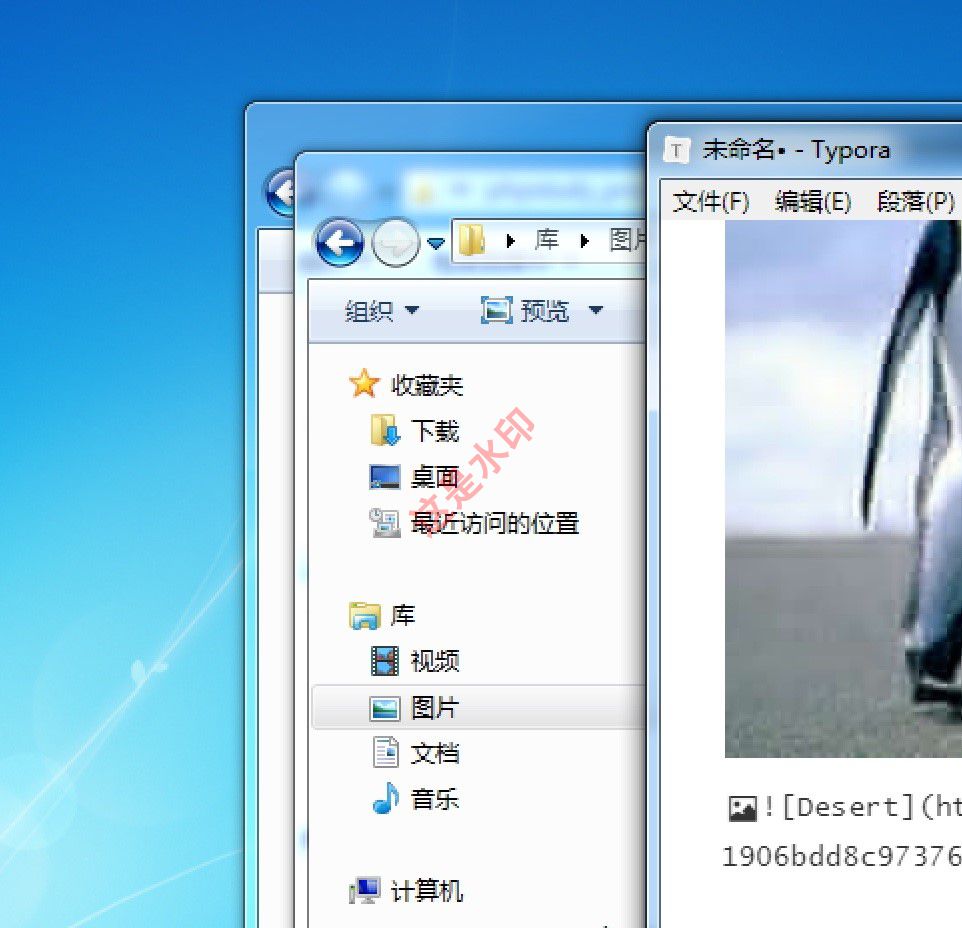 T 未命名• - Typora
文件(F) 编辑(E) 段落(P)
库 图片
组织 预览
收藏夹
下载
桌面
最近访问的位置
这是水印
库
视频
图片
文档
音乐
计算机
![Desert](ht
1906bdd8c97376